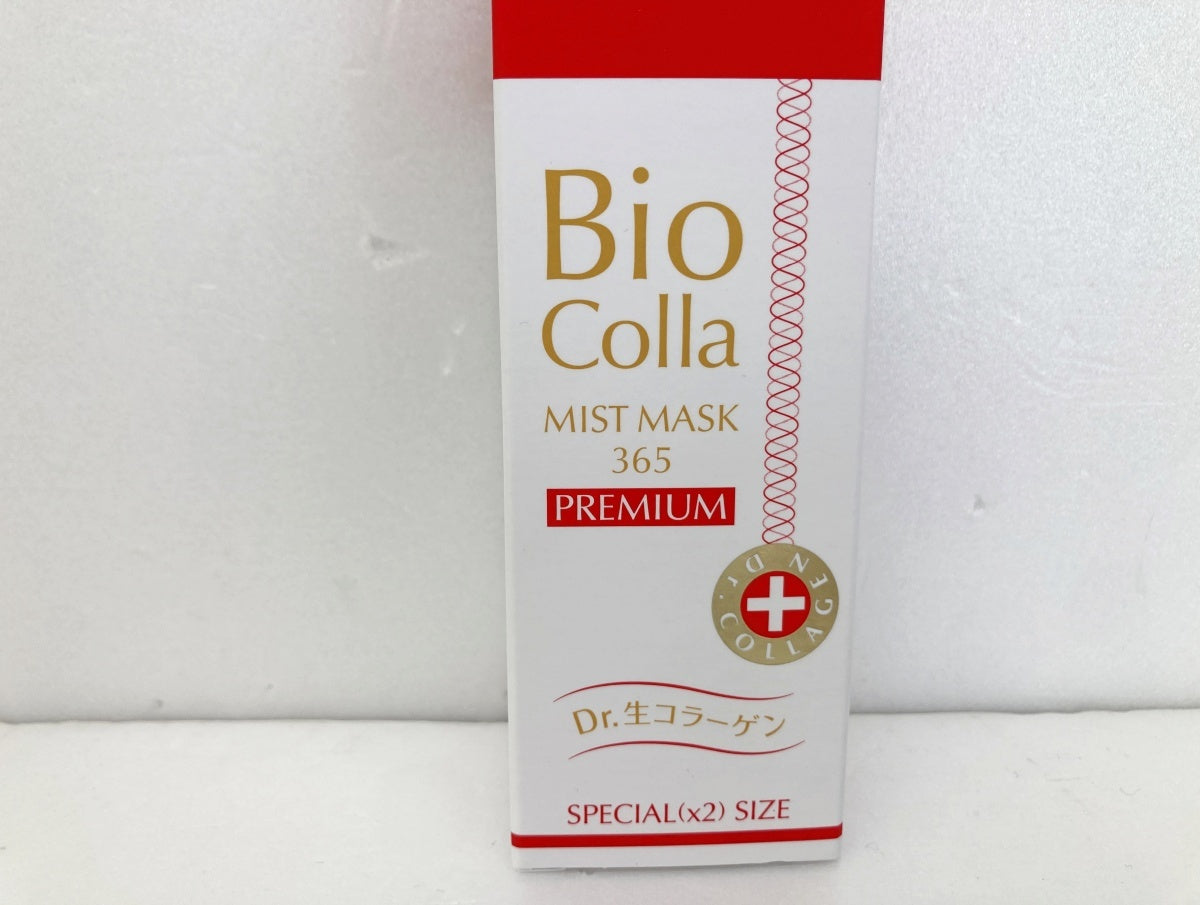 Bio
Colla
MIST MASK
365
PREMIUM
Dr. COLLAGEN
Dr.生コラーゲン
SPECIAL(x2) SIZE